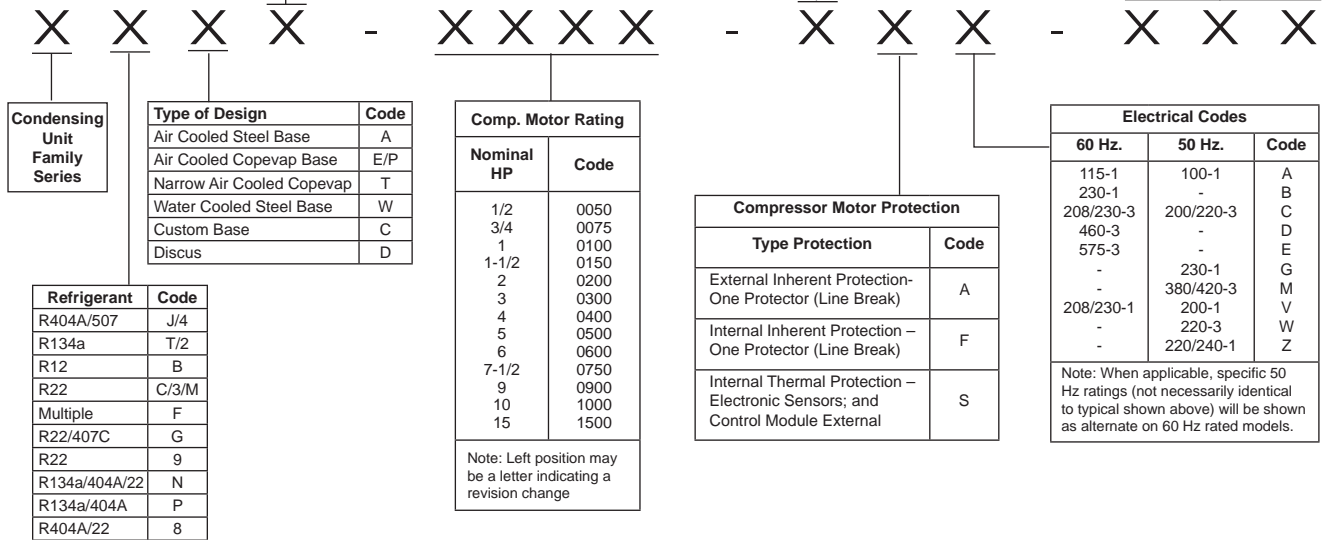 X X X X - X X X X - X X X - X X X
Condensing
Unit
Family
Series
Type of Design Code
Air Cooled Steel Base A
Air Cooled Copevap Base E/P
Narrow Air Cooled Copevap T
Water Cooled Steel Base W
Custom Base C
Discus D
Refrigerant Code
R404A/507 J/4
R134a T/2
R12 B
R22 C/3/M
Multiple F
R22/407C G
R22 9
R134a/404A/22 N
R134a/404A P
R404A/22 8
Comp. Motor Rating
Nominal
HP Code
1/2 0050
3/4 0075
1 0100
1-1/2 0150
2 0200
3 0300
4 0400
5 0500
6 0600
7-1/2 0750
9 0900
10 1000
15 1500
Note: Left position may
be a letter indicating a
revision change
Compressor Motor Protection
Type Protection Code
External Inherent Protection-
One Protector (Line Break) A
Internal Inherent Protection –
One Protector (Line Break) F
Internal Thermal Protection –
Electronic Sensors; and S
Control Module External
Electrical Codes
60 Hz. 50 Hz. Code
115-1 100-1 A
230-1 - B
208/230-3 200/220-3 C
460-3 - D
575-3 - E
- 230-1 G
- 380/420-3 M
208/230-1 200-1 V
- 220-3 W
- 220/240-1 Z
Note: When applicable, specific 50
Hz ratings (not necessarily identical
to typical shown above) will be shown
as alternate on 60 Hz rated models.